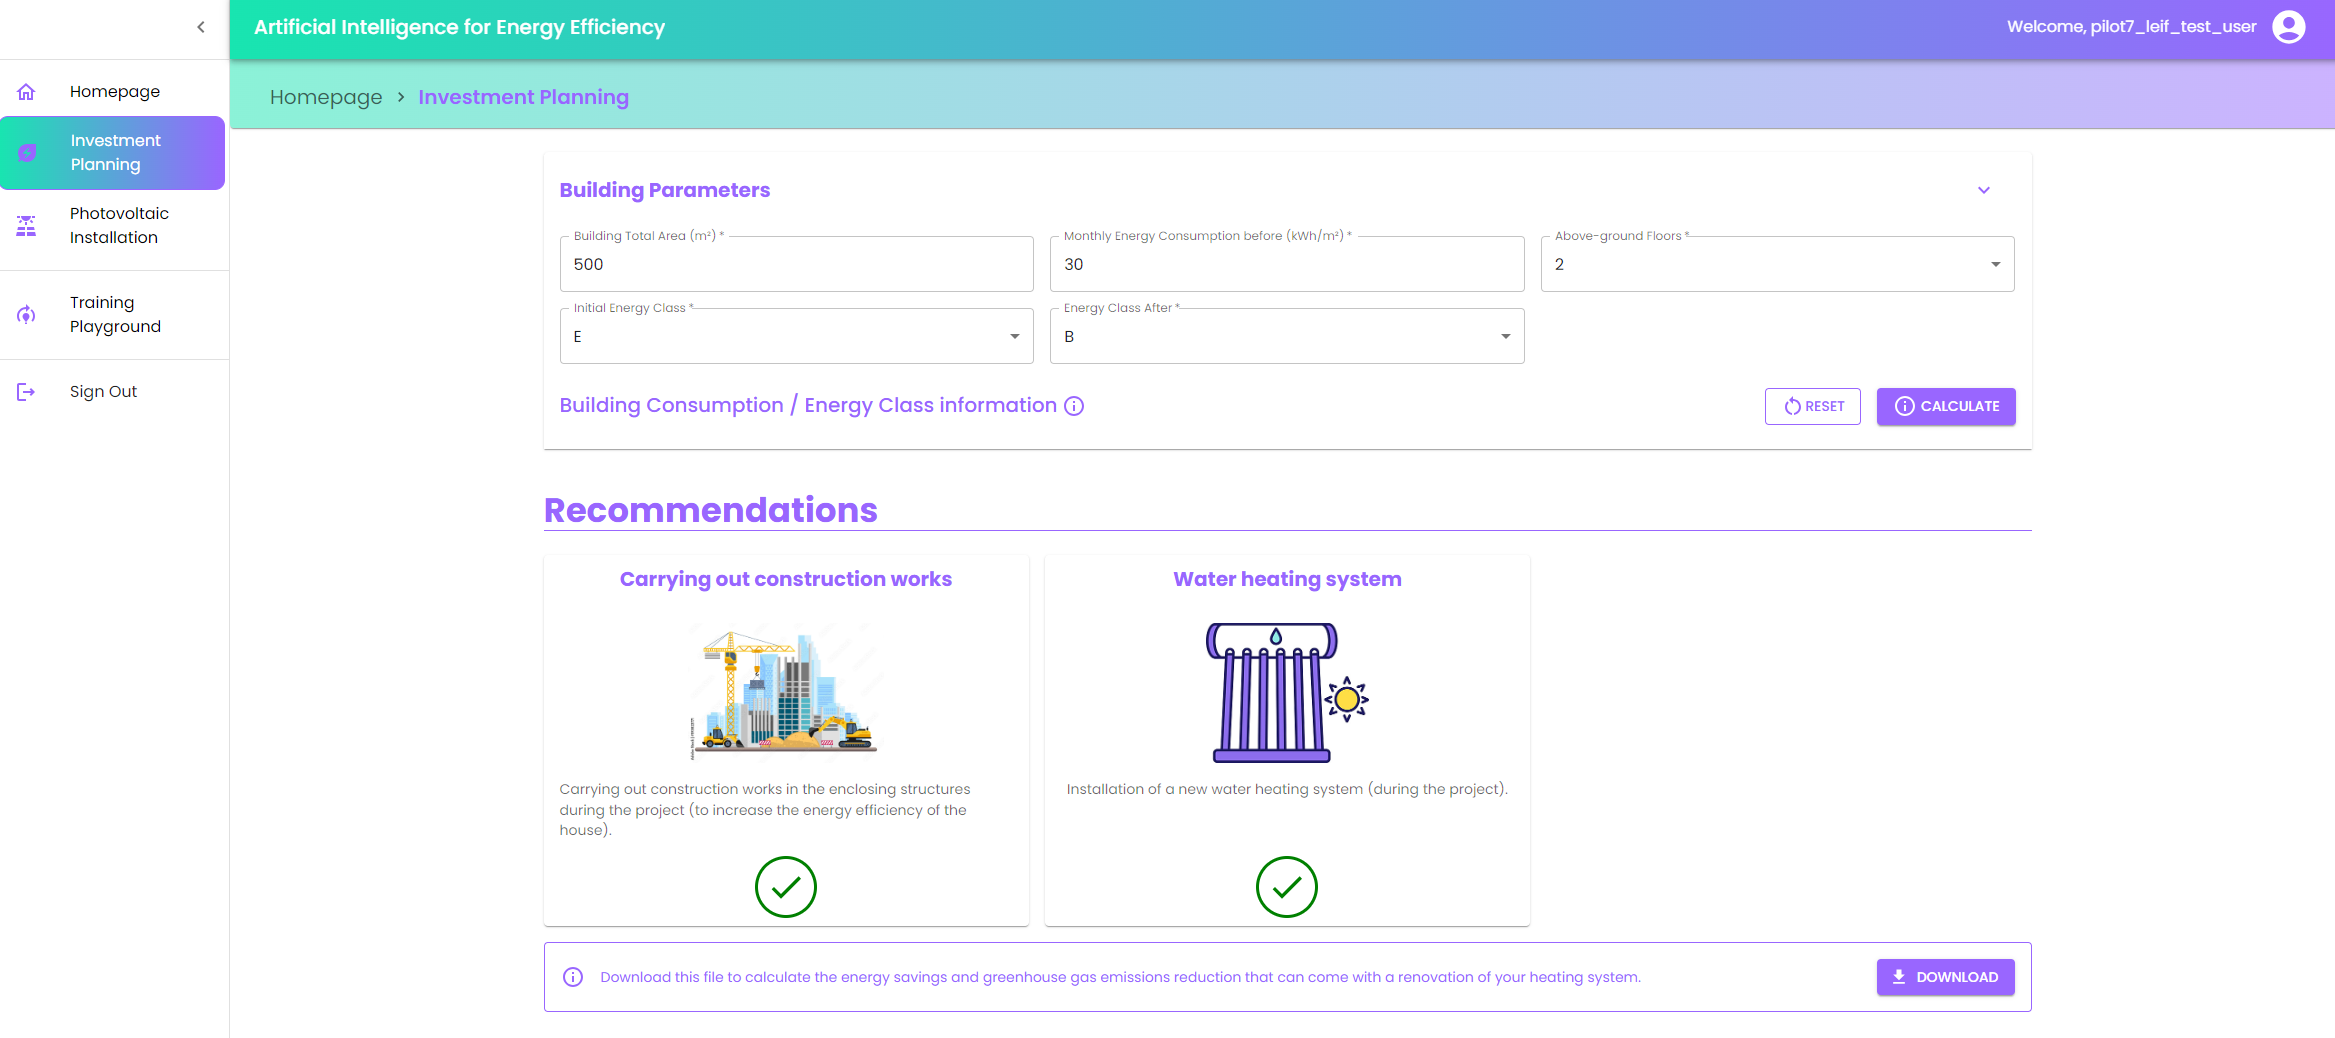 Artificial Intelligence for Energy Efficiency
Welcome, pilot7_leif_test_user
Homepage
Investment
Planning
Photovoltaic
Installation
Training
Playground
Sign Out
Homepage > Investment Planning
Building Parameters
Building Total Area (m²) *
500
Monthly Energy Consumption before (kWh/m²) *
30
Above-ground Floors *
2
Initial Energy Class *
E
Energy Class After *
B
Building Consumption / Energy Class information
RESET
CALCULATE
Recommendations
Carrying out construction works
Carrying out construction works in the enclosing structures
during the project (to increase the energy efficiency of the
house).
Water heating system
Installation of a new water heating system (during the project).
Download this file to calculate the energy savings and greenhouse gas emissions reduction that can come with a renovation of your heating system.
DOWNLOAD